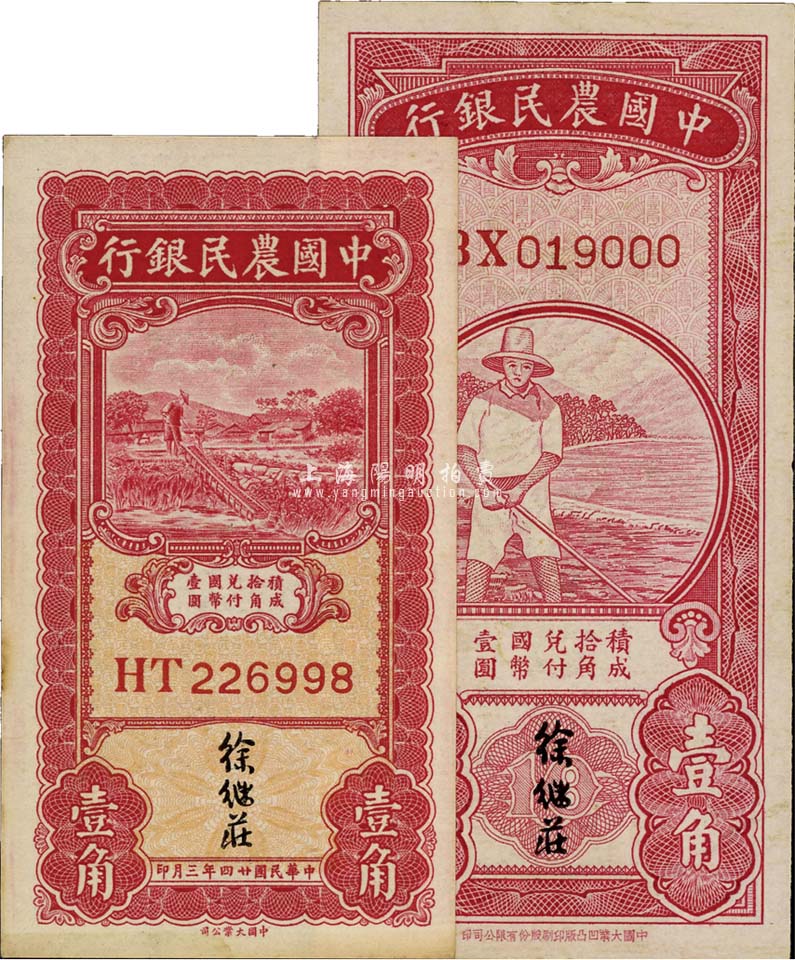 中國農民銀行
積成
拾角
兌付
國幣
壹圓
HT226998
徐繼莊
壹角
壹角
中華民國廿四年三月印
中國大業公司
中國農民銀行
BX019000
積成
拾角
兌付
國幣
壹圓
徐繼莊
壹角
中國大業凹凸版印刷股份有限公司印
上海陽明拍賣
www.yangmingauction.com